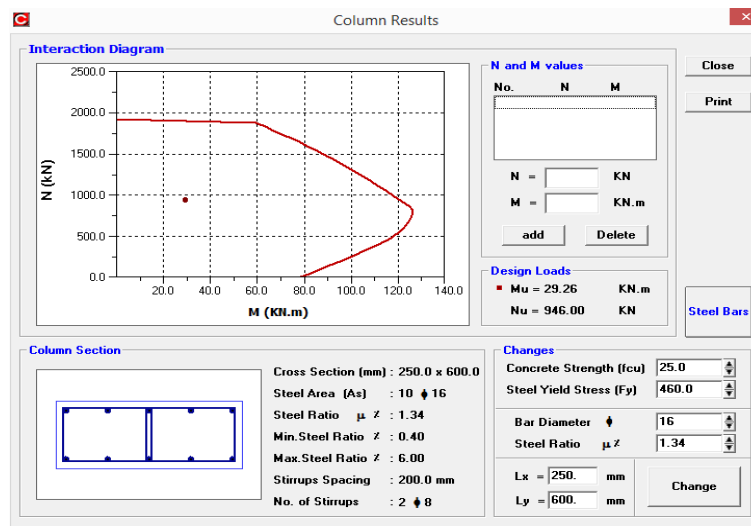 C
Column Results
Interaction Diagram
2500.0
2000.0
1500.0
1000.0
500.0
0.0
N (kN)
20.0 40.0 60.0 80.0 100.0 120.0 140.0
M (KN.m)
N and M values
No. N M
N = KN
M = KN.m
add Delete
Design Loads
Mu = 29.26 KN.m
Nu = 946.00 KN
Close
Print
Steel Bars
Column Section
Cross Section (mm) : 250.0 x 600.0
Steel Area (As) : 10 ϕ 16
Steel Ratio μ % : 1.34
Min.Steel Ratio % : 0.40
Max.Steel Ratio % : 6.00
Stirrups Spacing : 200.0 mm
No. of Stirrups : 2 ϕ 8
Changes
Concrete Strength (fcu) 25.0
Steel Yield Stress (Fy) 460.0
Bar Diameter ϕ 16
Steel Ratio μ % 1.34
Lx = 250. mm
Ly = 600. mm
Change